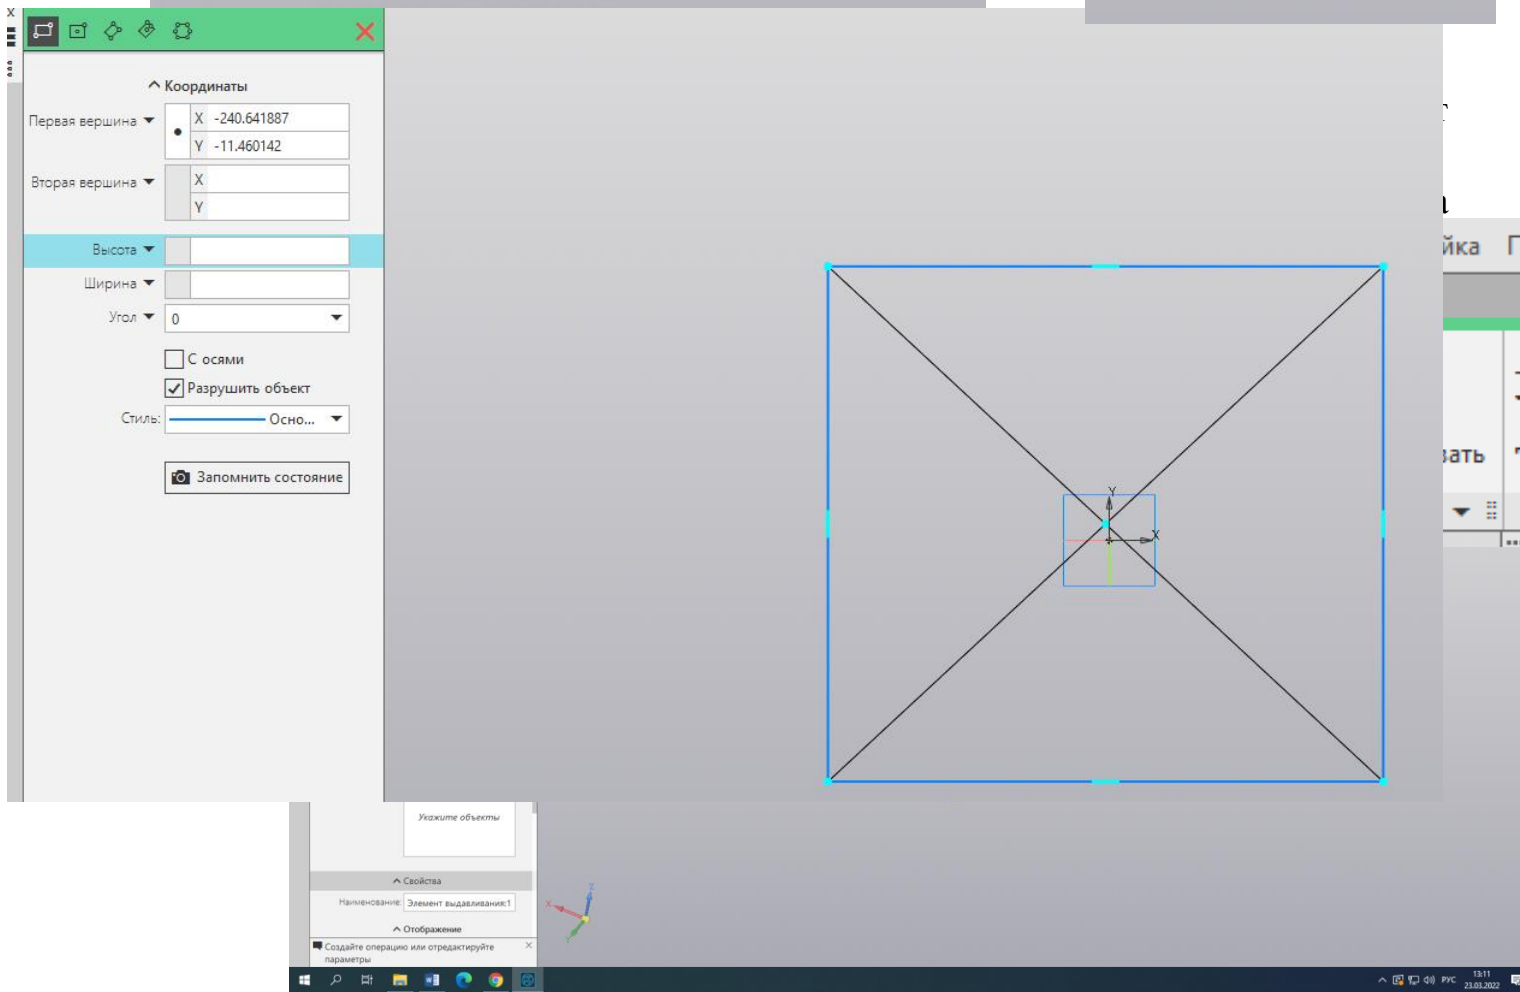 Координаты
Первая вершина X -240.641887
Y -11.460142
Вторая вершина X
Y
Высота
Ширина
Угол 0
С осями
Разрушить объект
Стиль: Осно...
Запомнить состояние
Y
X
йка
вать
Укажите объекты
Свойства
Наименование: Элемент выдавливания:1
Отображение
Создайте операцию или отредактируйте
параметры
Z
X
Y
РУС
13:11
23.03.2022